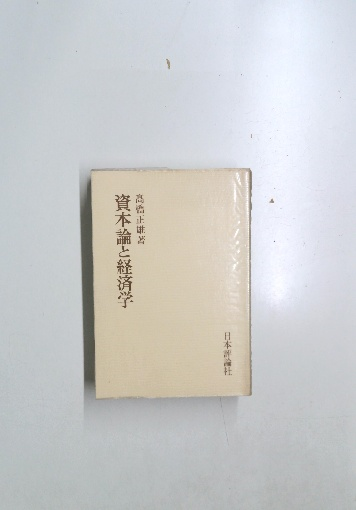 高橋正雄著
資本論と経済学
日本評論社